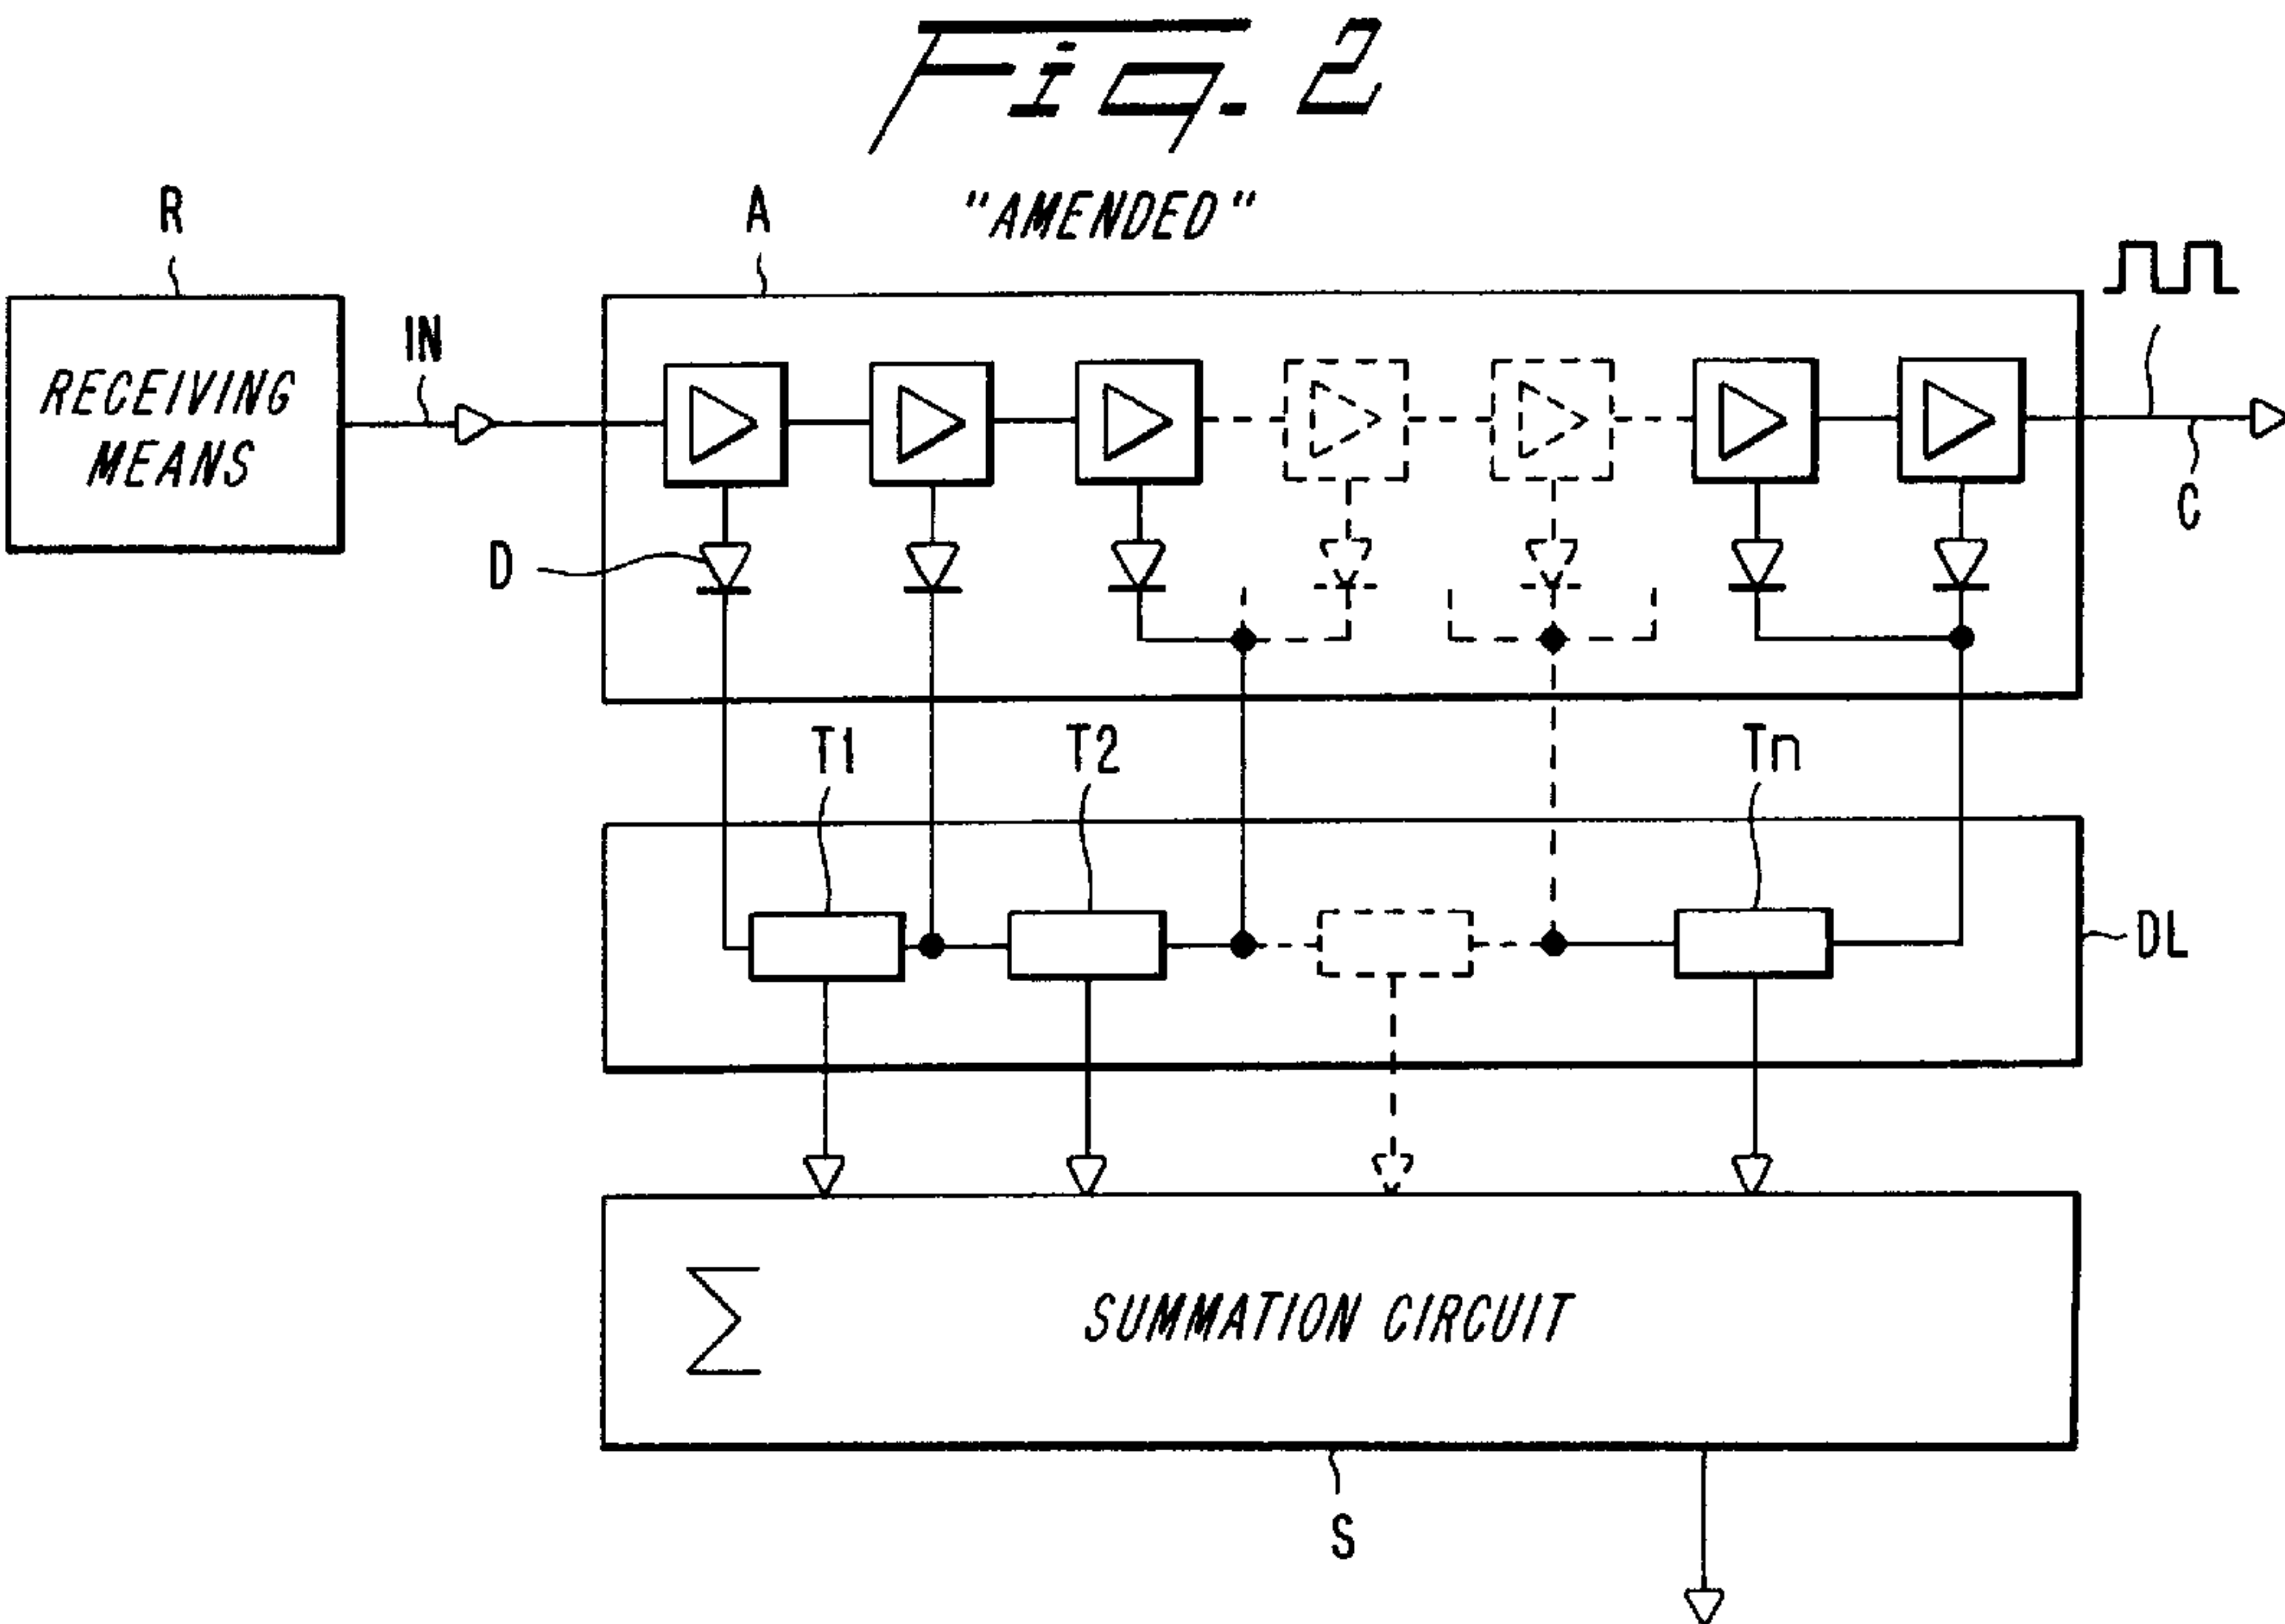 Fig. 2
"AMENDED"
R
A
RECEIVING
MEANS
IN
C
D
T1
T2
Tn
DL
Σ
SUMMATION CIRCUIT
S